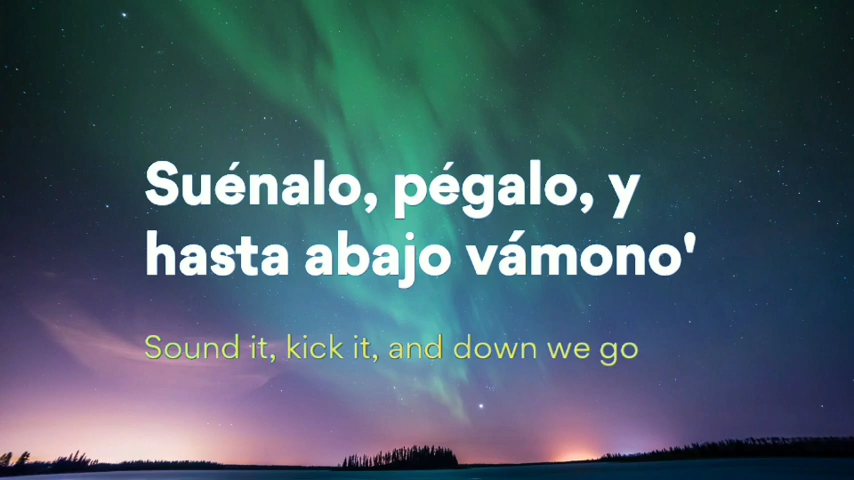 Suénalo, pégalo, y
hasta abajo vámono'
Sound it, kick it, and down we go